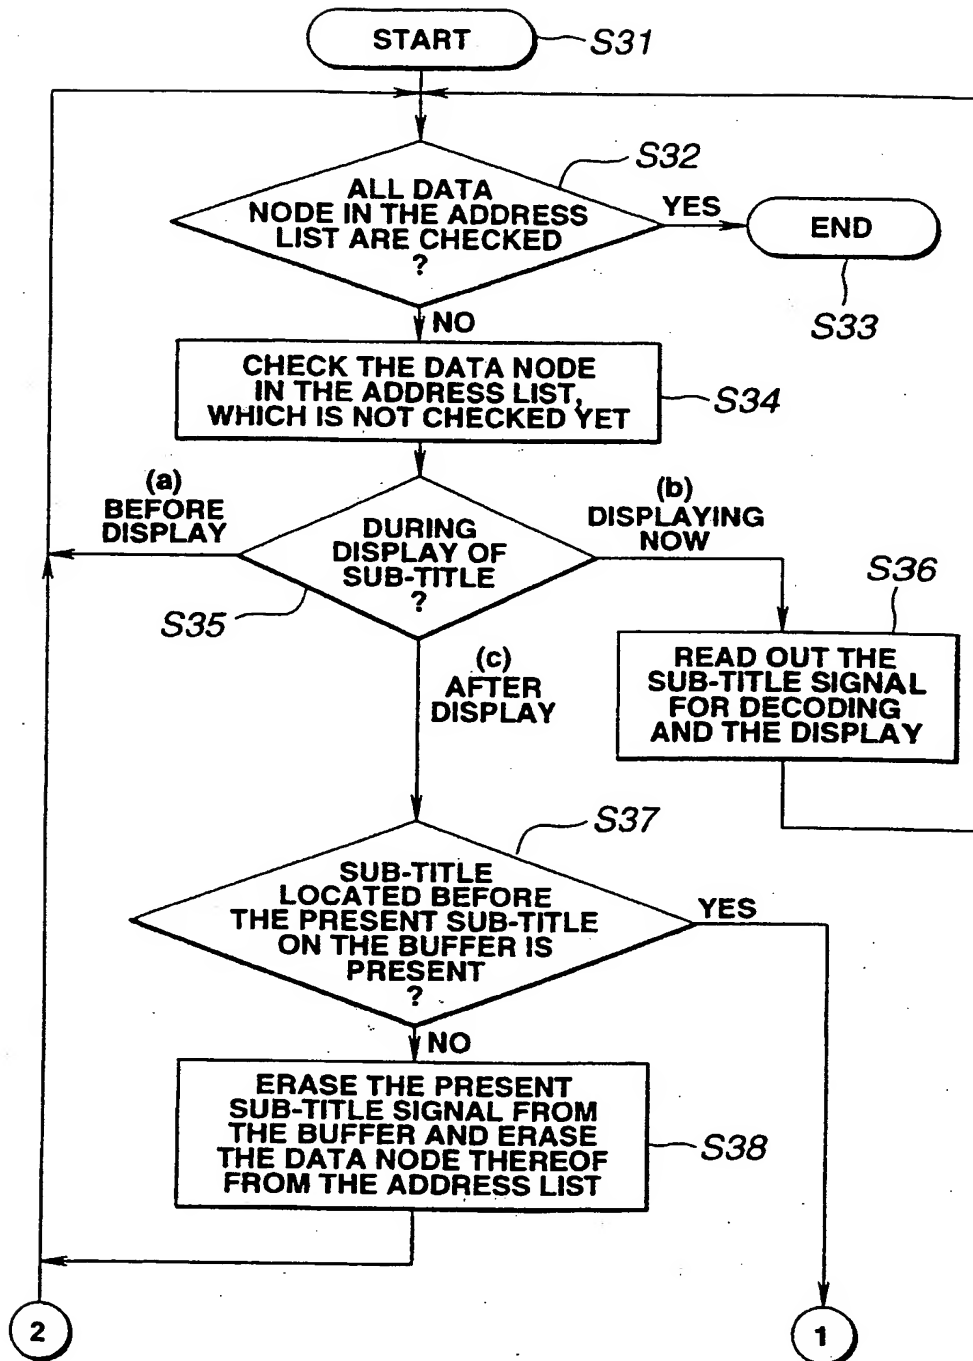 START
S31
S32
ALL DATA
NODE IN THE ADDRESS
LIST ARE CHECKED
?
YES
END
S33
NO
CHECK THE DATA NODE
IN THE ADDRESS LIST,
WHICH IS NOT CHECKED YET
S34
(a)
BEFORE
DISPLAY
DURING
DISPLAY OF
SUB-TITLE
?
(b)
DISPLAYING
NOW
S35
S36
READ OUT THE
SUB-TITLE SIGNAL
FOR DECODING
AND THE DISPLAY
(c)
AFTER
DISPLAY
S37
SUB-TITLE
LOCATED BEFORE
THE PRESENT SUB-TITLE
ON THE BUFFER IS
PRESENT
?
YES
NO
ERASE THE PRESENT
SUB-TITLE SIGNAL FROM
THE BUFFER AND ERASE
THE DATA NODE THEREOF
FROM THE ADDRESS LIST
S38
2
1